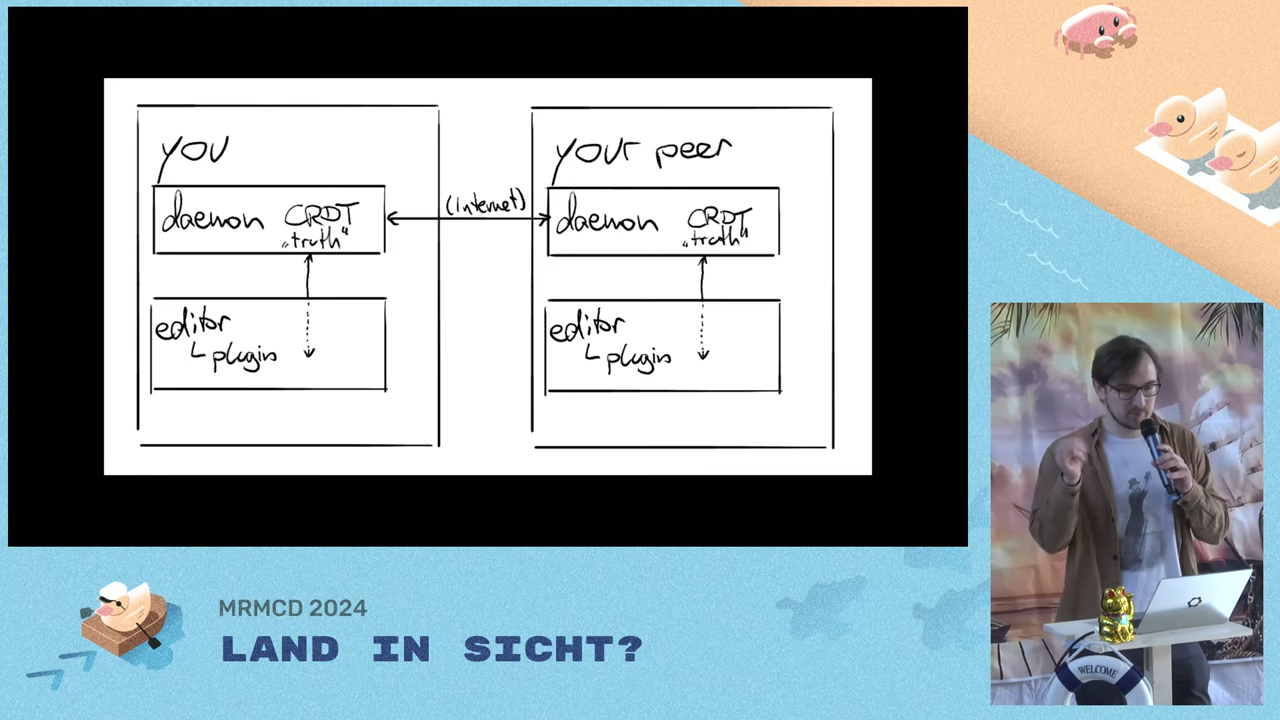 you
daemon CRDT
„truth“
editor
└ plugin
(internet)
your peer
daemon CRDT
„truth“
editor
└ plugin
MRMCD 2024
LAND IN SICHT?
WELCOME